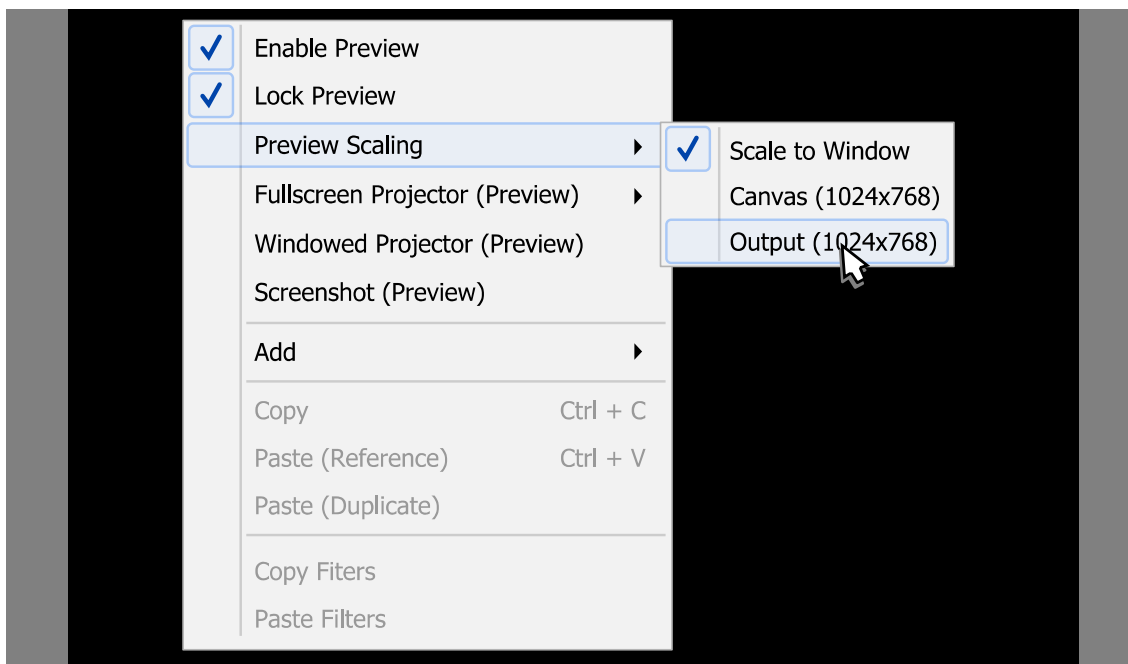 Enable Preview
Lock Preview
Preview Scaling
Scale to Window
Canvas (1024x768)
Output (1024x768)
Fullscreen Projector (Preview)
Windowed Projector (Preview)
Screenshot (Preview)
Add
Copy Ctrl + C
Paste (Reference) Ctrl + V
Paste (Duplicate)
Copy Fiters
Paste Filters